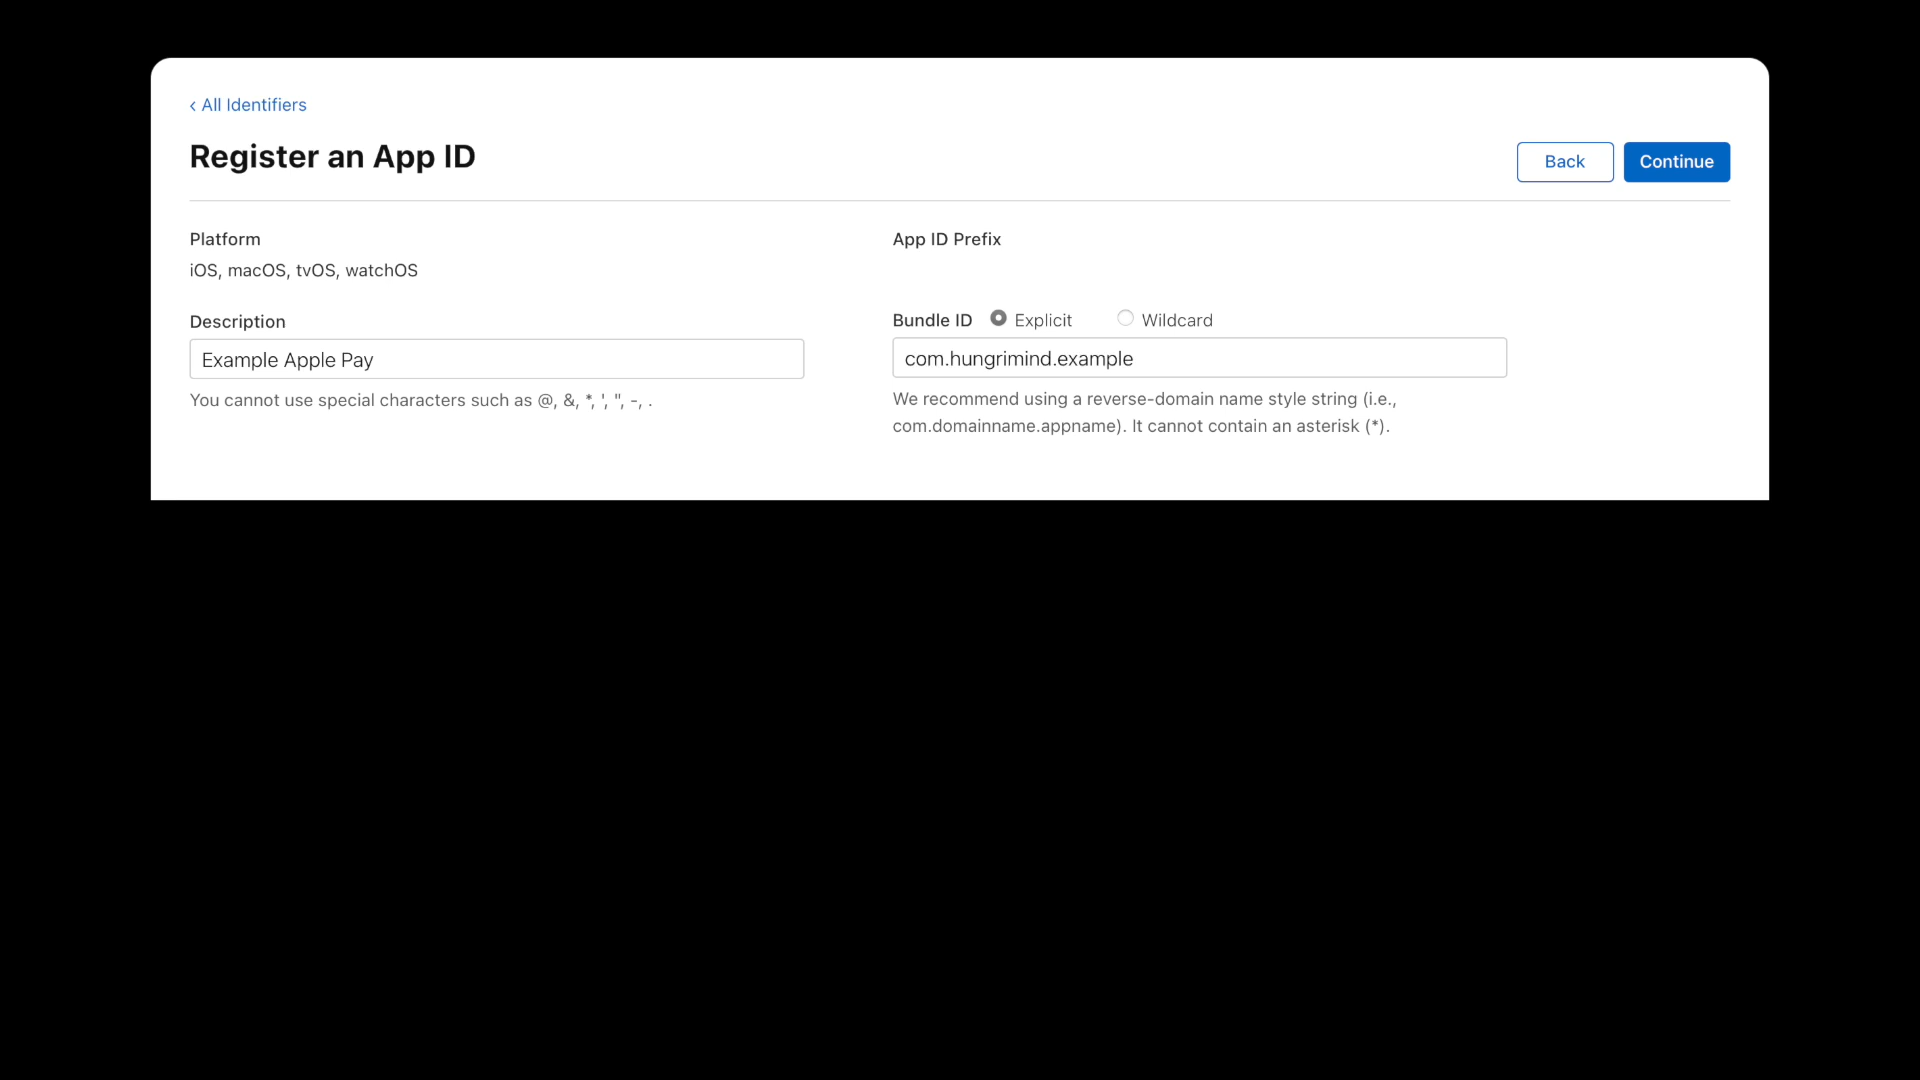 ‹ All Identifiers
Register an App ID
Back
Continue
Platform
iOS, macOS, tvOS, watchOS
App ID Prefix
Description
Example Apple Pay
You cannot use special characters such as @, &, *, ', ", -, .
Bundle ID Explicit Wildcard
com.hungrimind.example
We recommend using a reverse-domain name style string (i.e.,
com.domainname.appname). It cannot contain an asterisk (*).